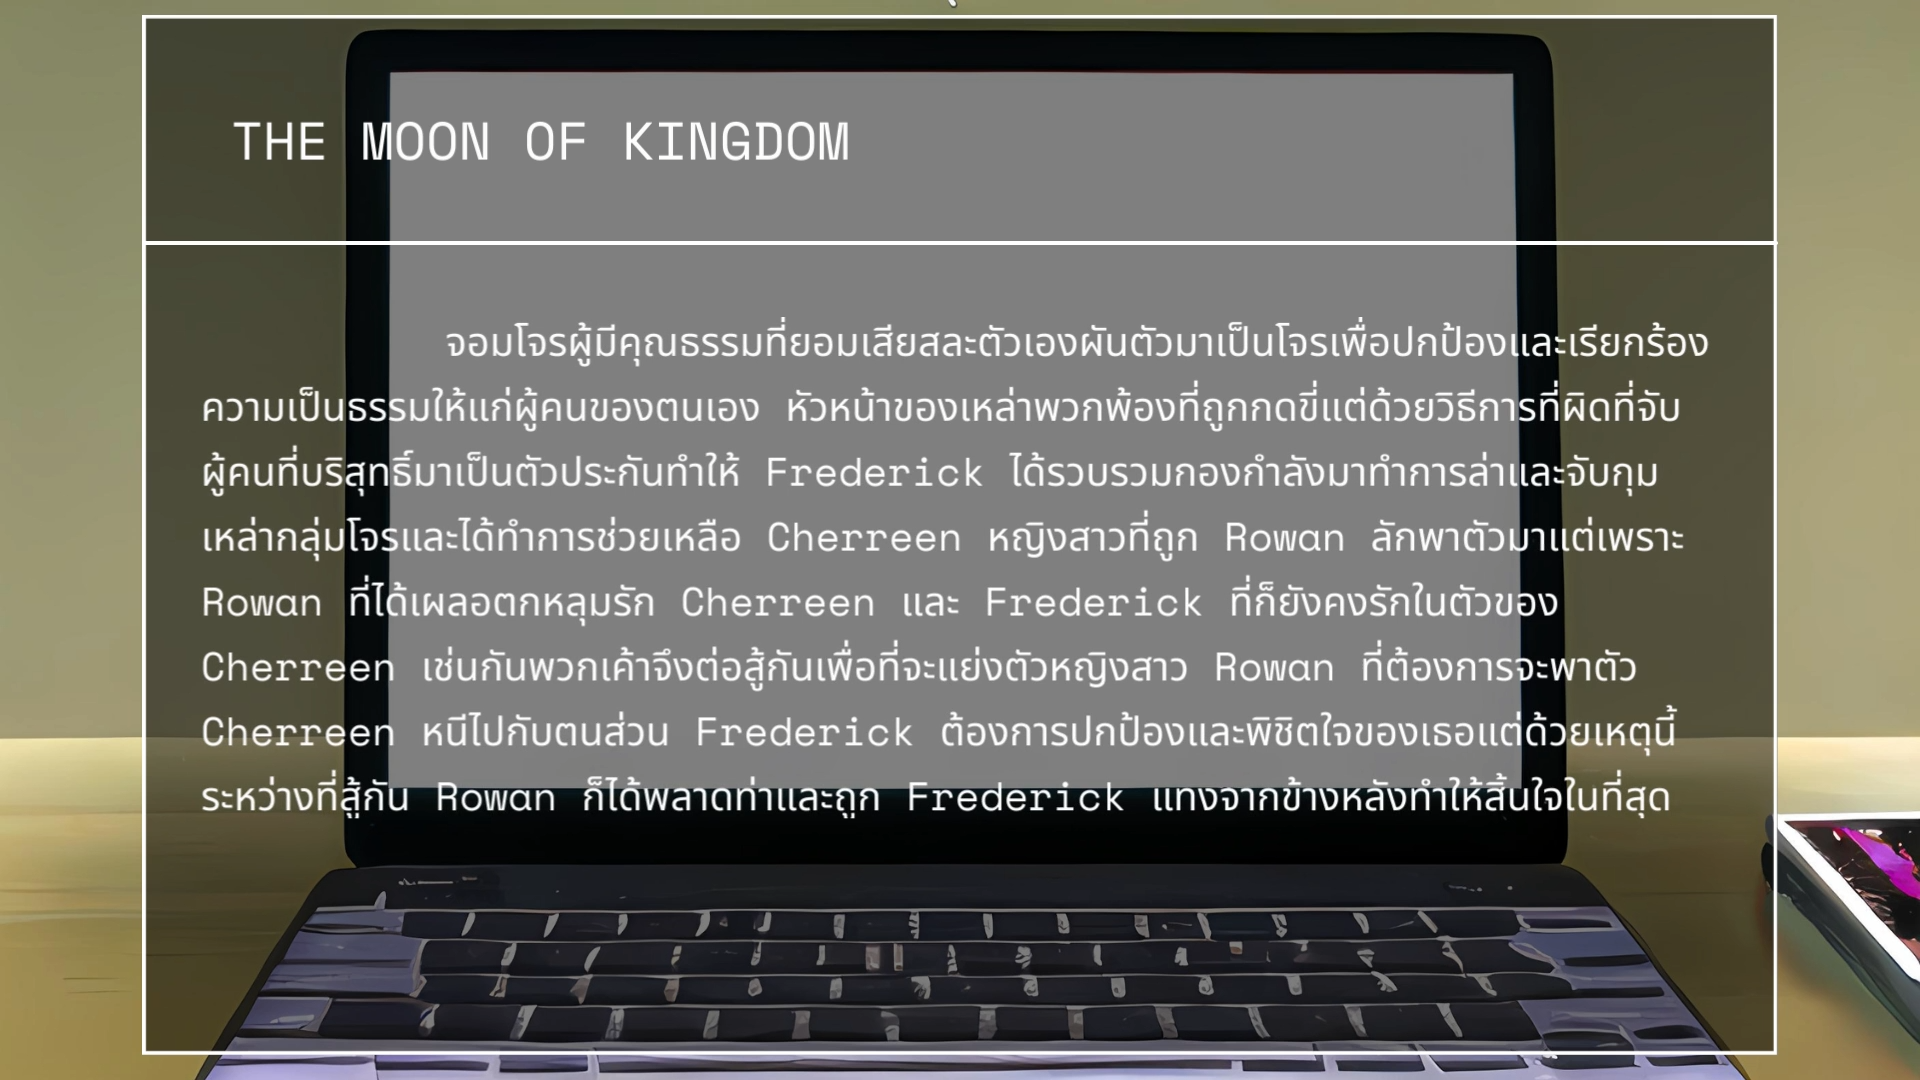 THE MOON OF KINGDOM
จอมโจรผู้มีคุณธรรมที่ยอมเสียสละตัวเองผันตัวมาเป็นโจรเพื่อปกป้องและเรียกร้อง
ความเป็นธรรมให้แก่ผู้คนของตนเอง หัวหน้าของเหล่าพวกพ้องที่ถูกกดขี่แต่ด้วยวิธีการที่ผิดที่จับ
ผู้คนที่บริสุทธิ์มาเป็นตัวประกันทำให้ Frederick ได้รวบรวมกองกำลังมาทำการล่าและจับกุม
เหล่ากลุ่มโจรและได้ทำการช่วยเหลือ Cherreen หญิงสาวที่ถูก Rowan ลักพาตัวมาแต่เพราะ
Rowan ที่ได้เผลอตกหลุมรัก Cherreen และ Frederick ที่ก็ยังคงรักในตัวของ
Cherreen เช่นกันพวกเค้าจึงต่อสู้กันเพื่อที่จะแย่งตัวหญิงสาว Rowan ที่ต้องการจะพาตัว
Cherreen หนีไปกับตนส่วน Frederick ต้องการปกป้องและพิชิตใจของเธอแต่ด้วยเหตุนี้
ระหว่างที่สู้กัน Rowan ก็ได้พลาดท่าและถูก Frederick แทงจากข้างหลังทำให้สิ้นใจในที่สุด